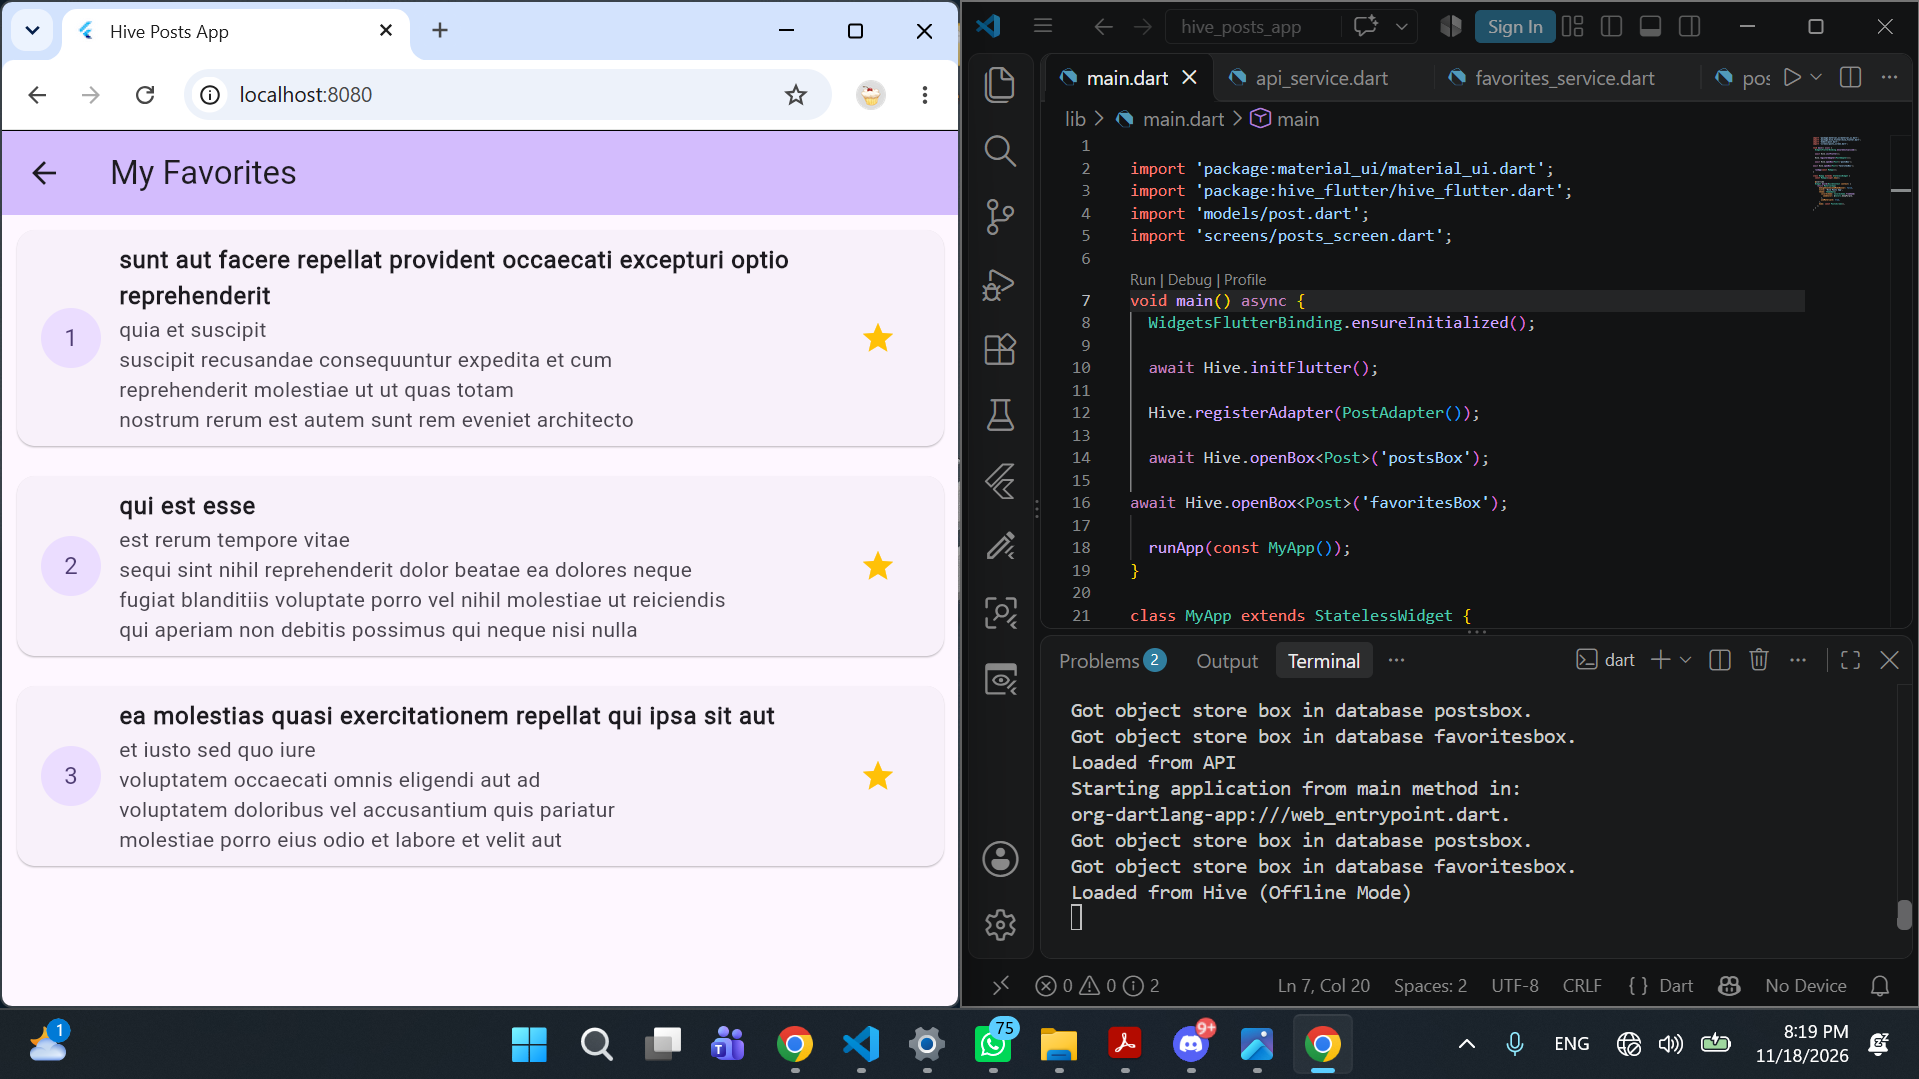 Hive Posts App
localhost:8080
My Favorites
1
sunt aut facere repellat provident occaecati excepturi optio
reprehenderit
quia et suscipit
suscipit recusandae consequuntur expedita et cum
reprehenderit molestiae ut ut quas totam
nostrum rerum est autem sunt rem eveniet architecto
2
qui est esse
est rerum tempore vitae
sequi sint nihil reprehenderit dolor beatae ea dolores neque
fugiat blanditiis voluptate porro vel nihil molestiae ut reiciendis
qui aperiam non debitis possimus qui neque nisi nulla
3
ea molestias quasi exercitationem repellat qui ipsa sit aut
et iusto sed quo iure
voluptatem occaecati omnis eligendi aut ad
voluptatem doloribus vel accusantium quis pariatur
molestiae porro eius odio et labore et velit aut
hive_posts_app
Sign In
main.dart
api_service.dart
favorites_service.dart
pos
lib > main.dart > main
1
2 import 'package:material_ui/material_ui.dart';
3 import 'package:hive_flutter/hive_flutter.dart';
4 import 'models/post.dart';
5 import 'screens/posts_screen.dart';
6
Run | Debug | Profile
7 void main() async {
8 WidgetsFlutterBinding.ensureInitialized();
9
10 await Hive.initFlutter();
11
12 Hive.registerAdapter(PostAdapter());
13
14 await Hive.openBox<Post>('postsBox');
15
16 await Hive.openBox<Post>('favoritesBox');
17
18 runApp(const MyApp());
19 }
20
21 class MyApp extends StatelessWidget {
Problems 2 Output Terminal
dart
Got object store box in database postsbox.
Got object store box in database favoritesbox.
Loaded from API
Starting application from main method in:
org-dartlang-app:///web_entrypoint.dart.
Got object store box in database postsbox.
Got object store box in database favoritesbox.
Loaded from Hive (Offline Mode)
0 0 2 Ln 7, Col 20 Spaces: 2 UTF-8 CRLF {} Dart No Device
1
T
75
9+
ENG
8:19 PM
11/18/2026